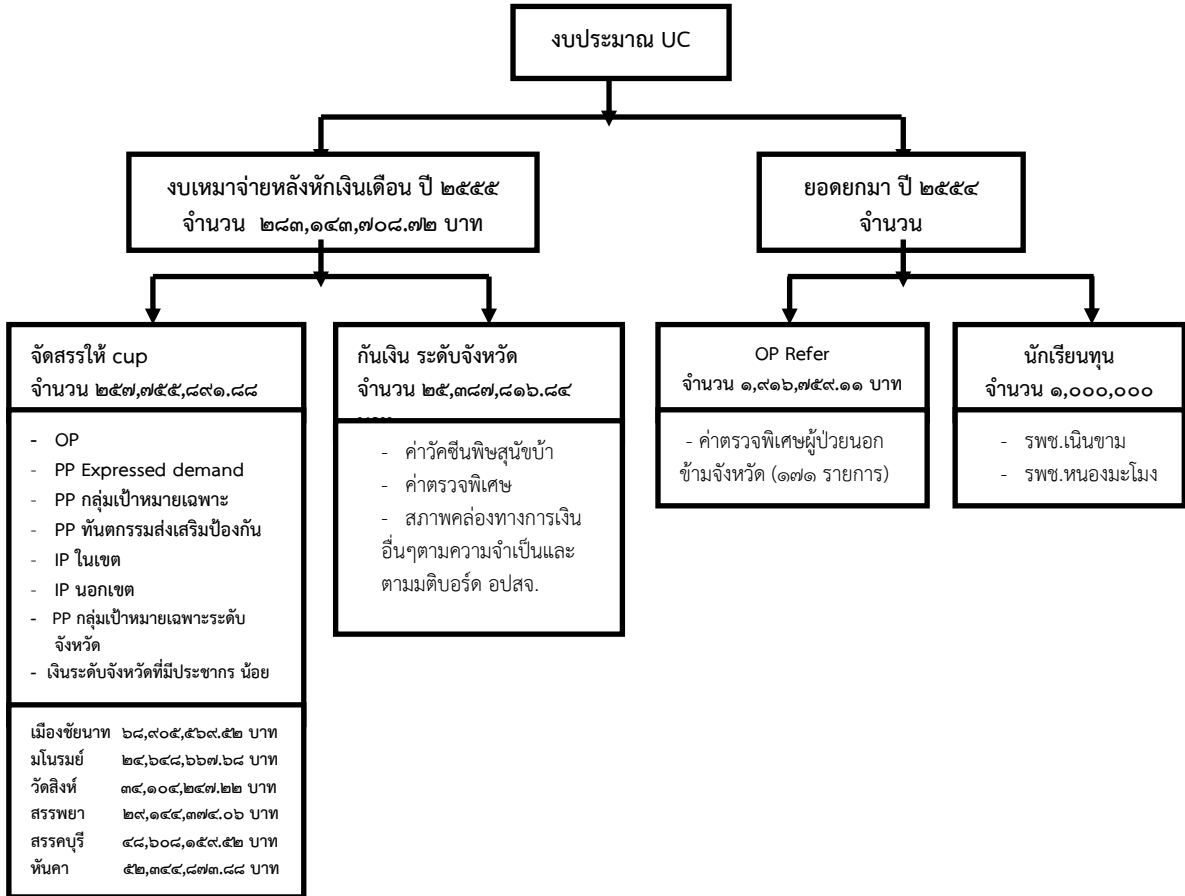 งบประมาณ UC
งบเหมาจ่ายหลังหักเงินเดือน ปี ๒๕๕๕
จำนวน ๒๘๓,๑๔๓,๗๐๘.๗๒ บาท
ยอดยกมา ปี ๒๕๕๔
จำนวน
จัดสรรให้ cup
จำนวน ๒๕๗,๗๕๕,๘๙๑.๘๘
- OP
- PP Expressed demand
- PP กลุ่มเป้าหมายเฉพาะ
- PP ทันตกรรมส่งเสริมป้องกัน
- IP ในเขต
- IP นอกเขต
- PP กลุ่มเป้าหมายเฉพาะระดับ
จังหวัด
- เงินระดับจังหวัดที่มีประชากร น้อย
เมืองชัยนาท ๖๘,๙๐๕,๕๖๙.๕๒ บาท
มโนรมย์ ๒๔,๖๔๘,๖๖๗.๖๘ บาท
วัดสิงห์ ๓๔,๑๐๔,๒๔๗.๒๒ บาท
สรรพยา ๒๙,๑๔๔,๓๗๔.๐๖ บาท
สรรคบุรี ๔๘,๖๐๘,๑๕๙.๕๒ บาท
หันคา ๕๒,๓๔๔,๘๗๓.๘๘ บาท
กันเงิน ระดับจังหวัด
จำนวน ๒๕,๓๘๗,๘๑๖.๘๔
- ค่าวัคซีนพิษสุนัขบ้า
- ค่าตรวจพิเศษ
- สภาพคล่องทางการเงิน
อื่นๆตามความจำเป็นและ
ตามมติบอร์ด อปสจ.
OP Refer
จำนวน ๑,๙๑๖,๗๕๙.๑๑ บาท
- ค่าตรวจพิเศษผู้ป่วยนอก
ข้ามจังหวัด (๑๗๑ รายการ)
นักเรียนทุน
จำนวน ๑,๐๐๐,๐๐๐
- รพช.เนินขาม
- รพช.หนองมะโมง